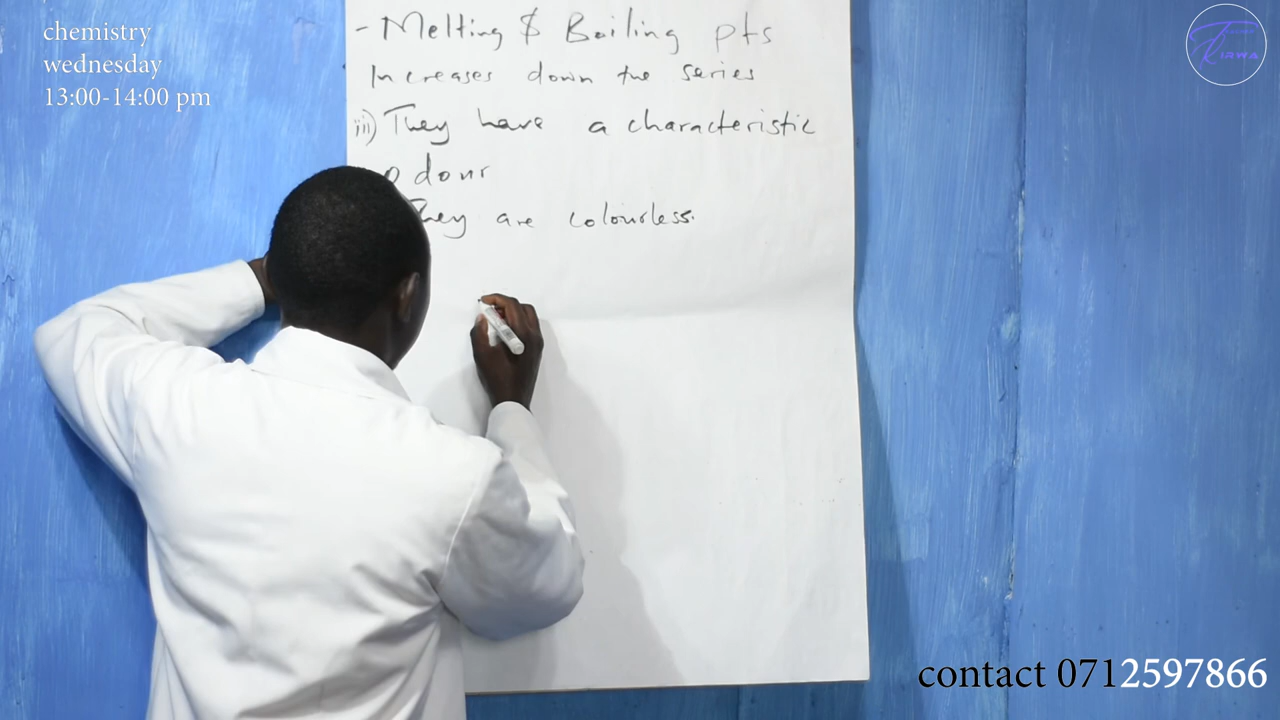 chemistry
wednesday
13:00-14:00 pm
- Melting & Boiling pts
Increases down the series
iii) They have a characteristic
odour
They are colourless.
KIRWA
contact 0712597866